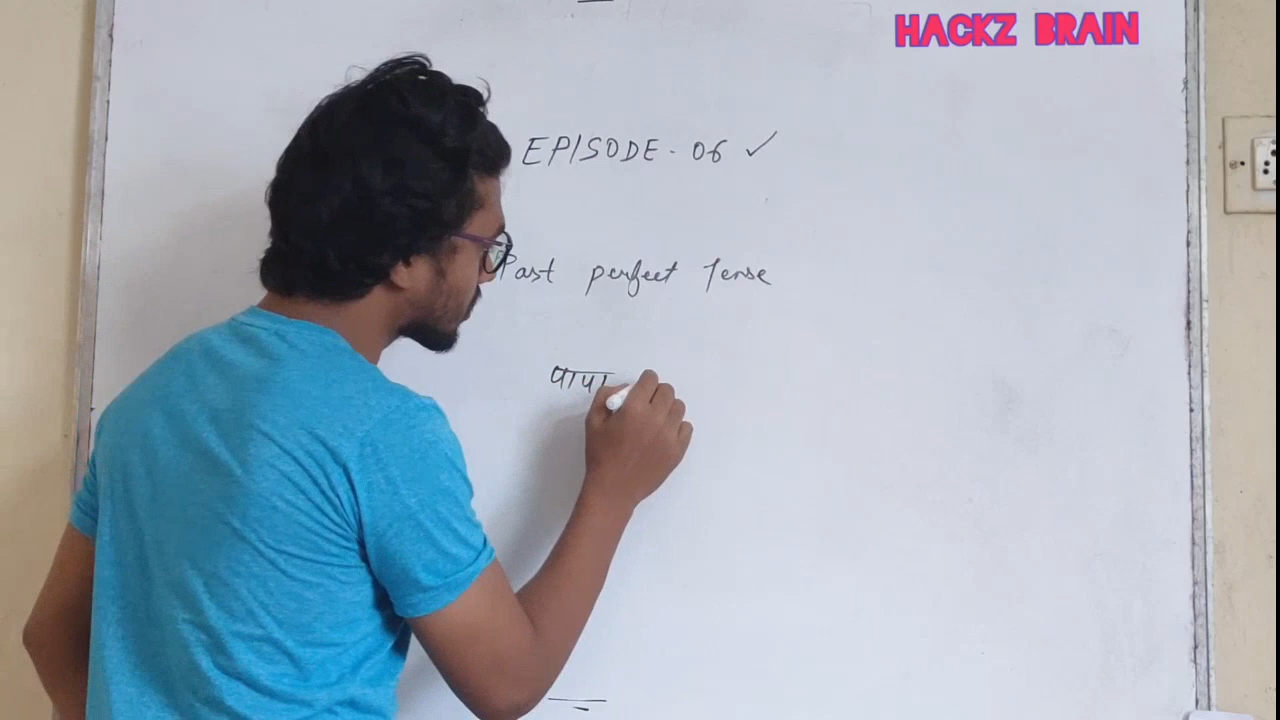 HACKZ BRAIN
EPISODE-06 ✓
Past perfect Tense
पापा